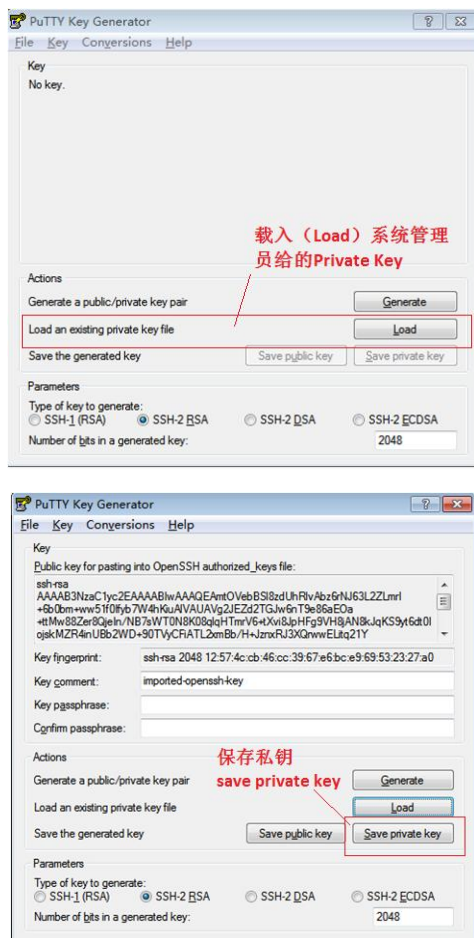 PuTTY Key Generator
File Key Conversions Help
Key
No key.
载入（Load）系统管理
员给的Private Key
Actions
Generate a public/private key pair
Generate
Load an existing private key file
Load
Save the generated key
Save public key
Save private key
Parameters
Type of key to generate:
SSH-1 (RSA)
SSH-2 RSA
SSH-2 DSA
SSH-2 ECDSA
Number of bits in a generated key:
2048
PuTTY Key Generator
File Key Conversions Help
Key
Public key for pasting into OpenSSH authorized_keys file:
ssh-rsa
Key fingerprint:
ssh-rsa 2048 12:57:4c:cb:46:cc:39:67:e6:bc:e9:69:53:23:27:a0
Key comment:
imported-openssh-key
Key passphrase:
Confirm passphrase:
Actions
保存私钥
save private key
Generate a public/private key pair
Generate
Load an existing private key file
Load
Save the generated key
Save public key
Save private key
Parameters
Type of key to generate:
SSH-1 (RSA)
SSH-2 RSA
SSH-2 DSA
SSH-2 ECDSA
Number of bits in a generated key:
2048